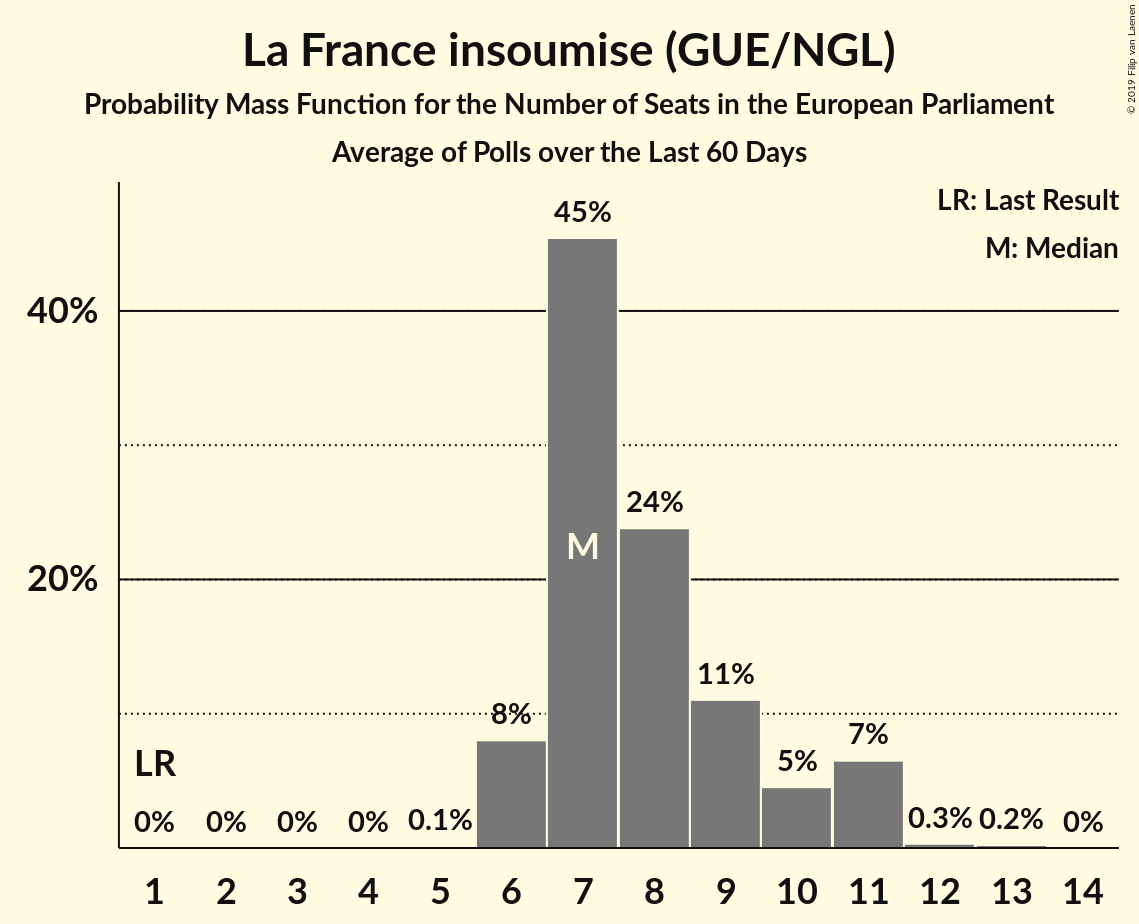 La France insoumise (GUE/NGL)
Probability Mass Function for the Number of Seats in the European Parliament
Average of Polls over the Last 60 Days
© 2019 Filip van Laenen
LR: Last Result
M: Median
45%
40%
24%
M
20%
11%
8%
7%
LR
5%
0% 0% 0% 0% 0.1% 0.3% 0.2% 0%
1 2 3 4 5 6 7 8 9 10 11 12 13 14